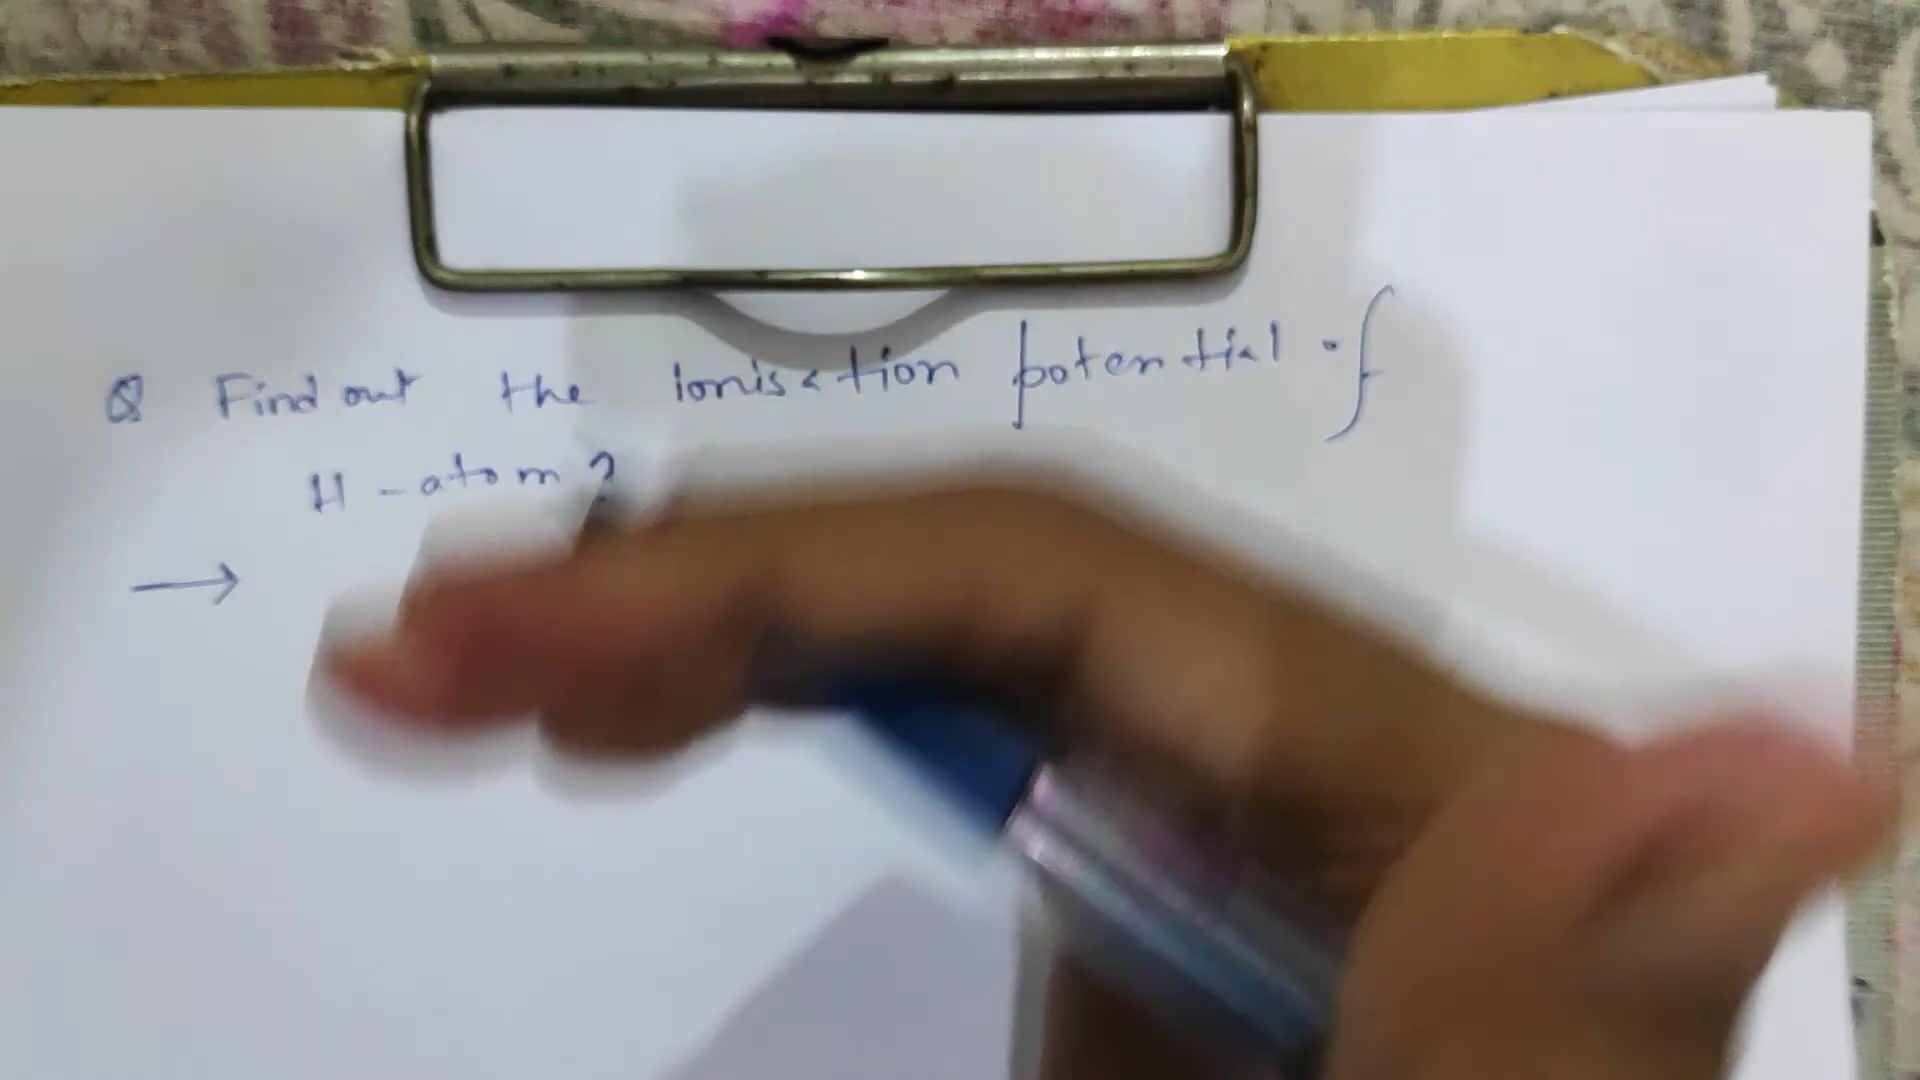 Q Find out the Ionisation potential of
H-atom?
→